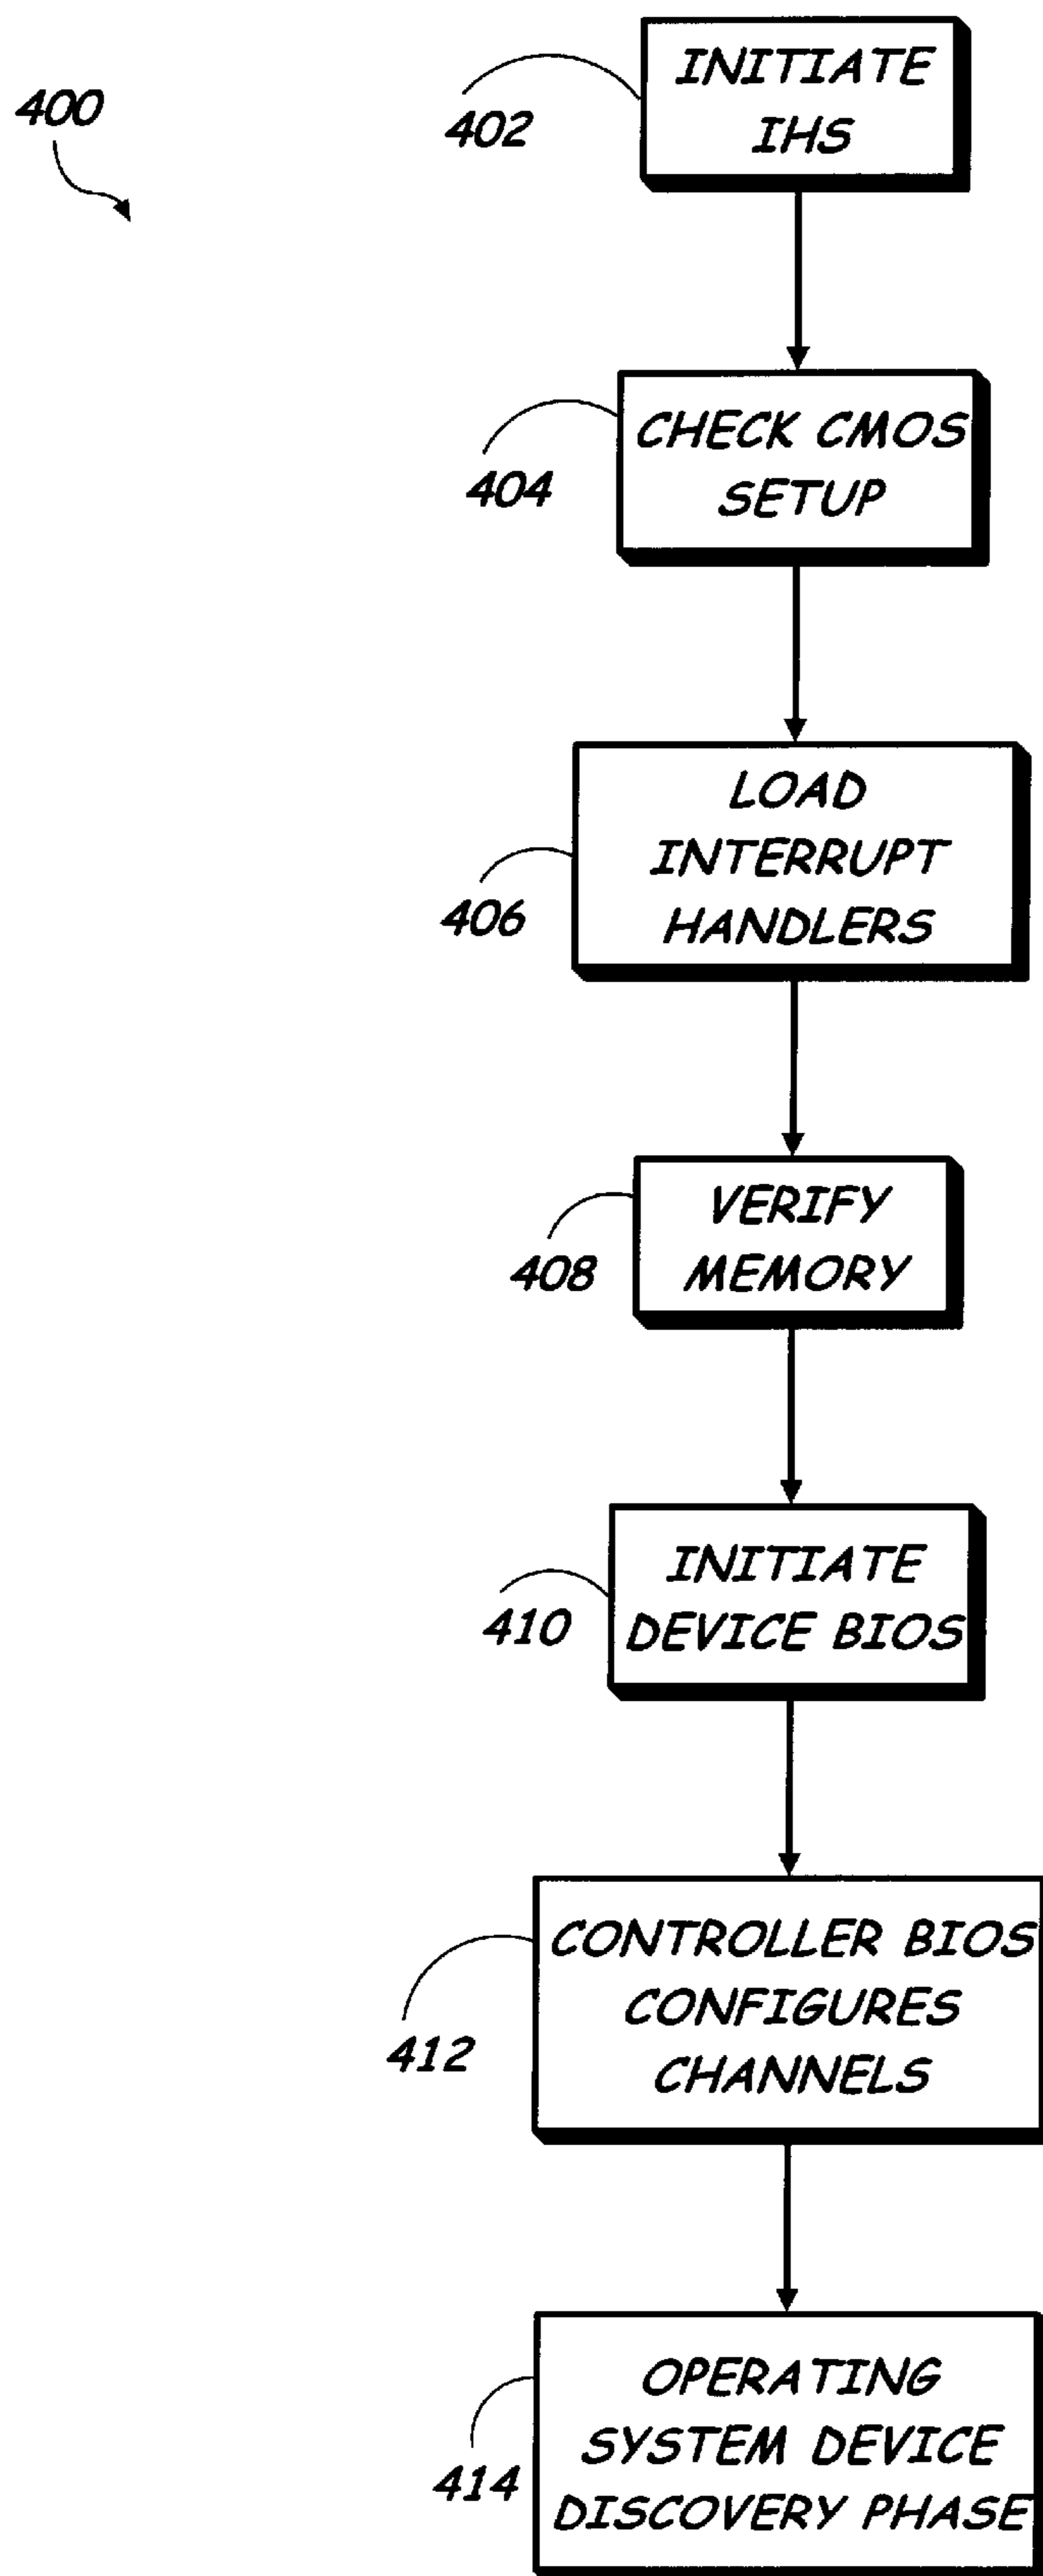 400
402
INITIATE
IHS
404
CHECK CMOS
SETUP
406
LOAD
INTERRUPT
HANDLERS
408
VERIFY
MEMORY
410
INITIATE
DEVICE BIOS
412
CONTROLLER BIOS
CONFIGURES
CHANNELS
414
OPERATING
SYSTEM DEVICE
DISCOVERY PHASE